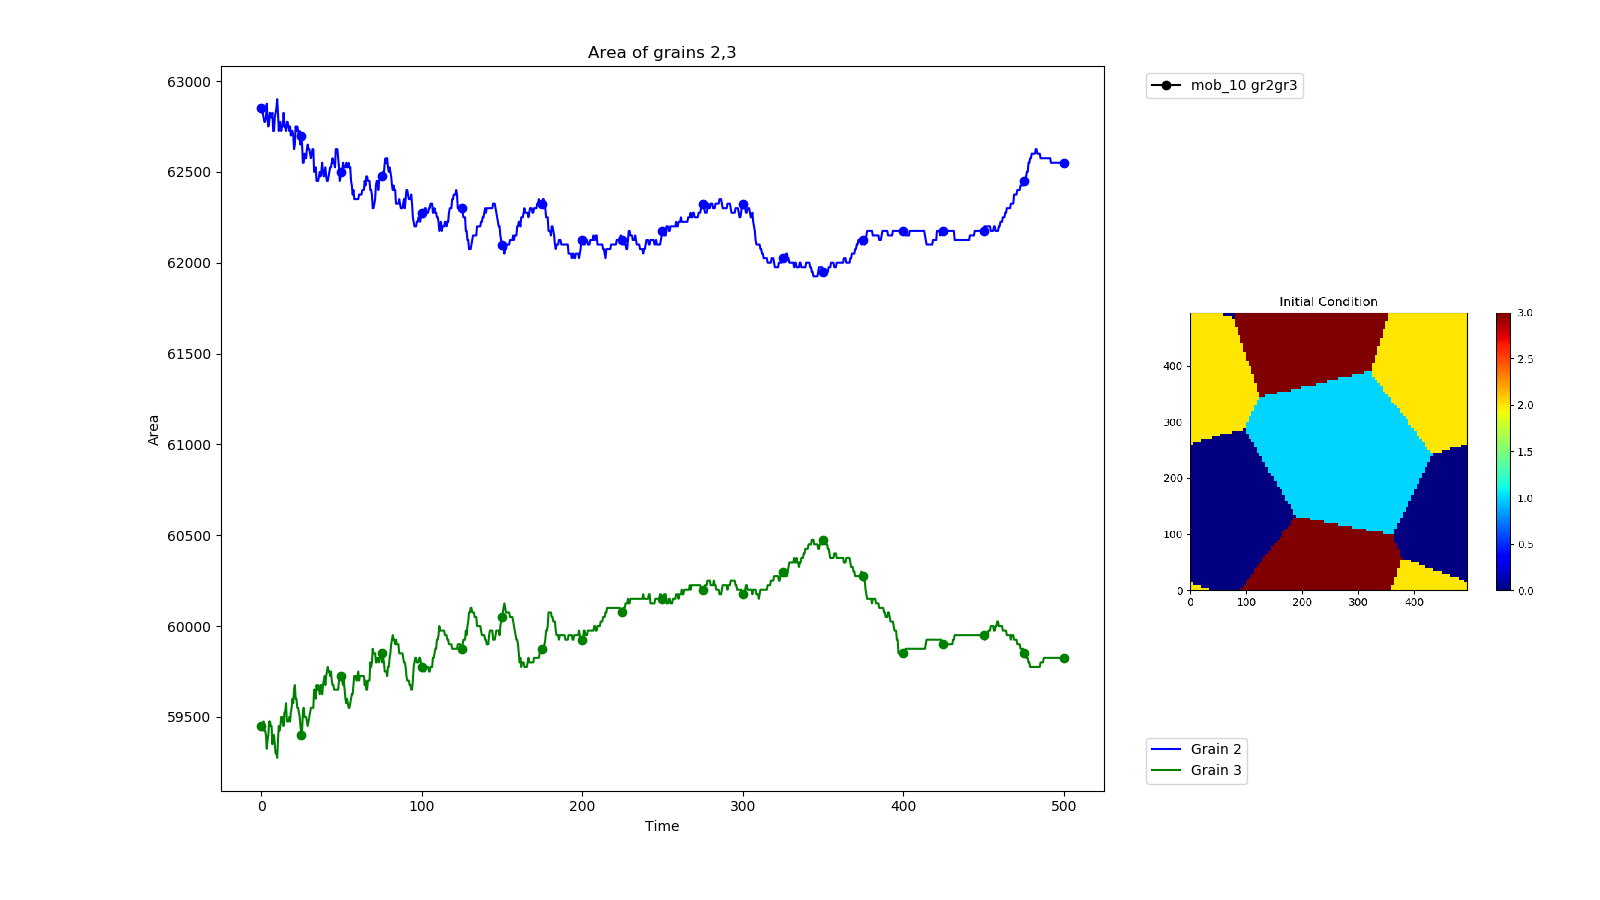 Area of grains 2,3
63000
62500
62000
61500
61000
60500
60000
59500
Area
0 100 200 300 400 500
Time
mob_10 gr2gr3
Initial Condition
400
300
200
100
0
0 100 200 300 400
3.0
2.5
2.0
1.5
1.0
0.5
0.0
Grain 2
Grain 3